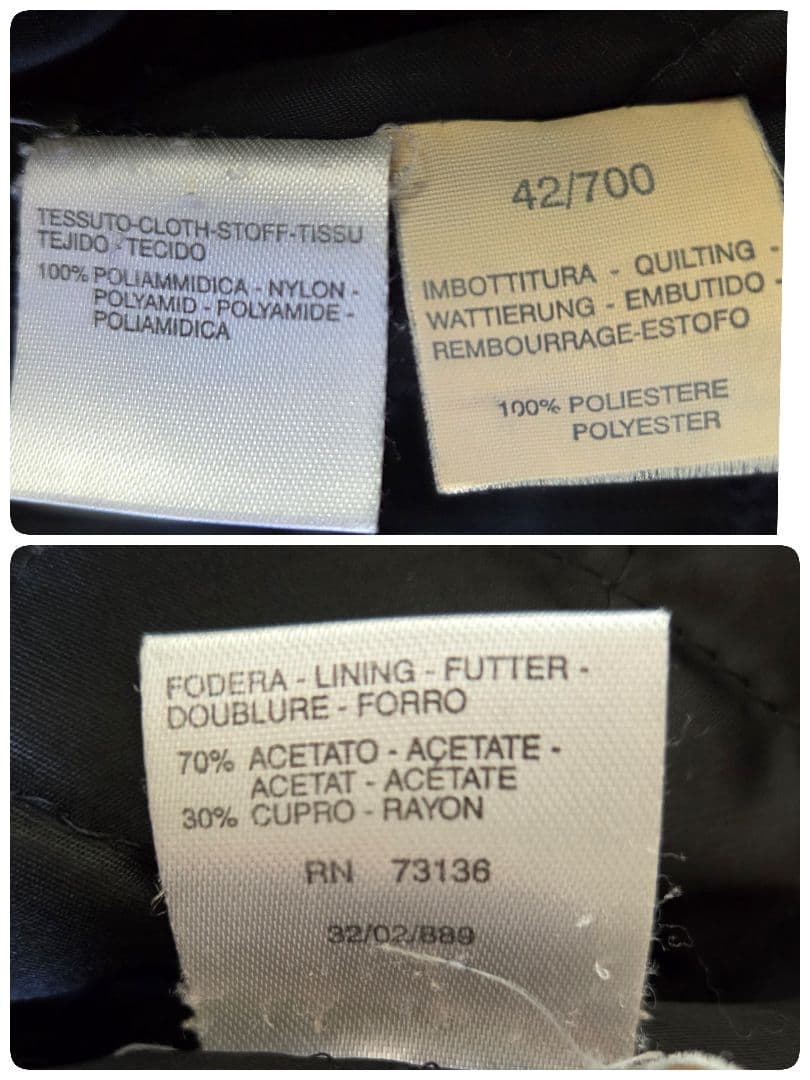 TESSUTO-CLOTH-STOFF-TISSU
TEJIDO - TECIDO
100% POLIAMMIDICA - NYLON -
POLYAMID - POLYAMIDE -
POLIAMIDICA
42/700
IMBOTTITURA - QUILTING -
WATTIERUNG - EMBUTIDO -
REMBOURRAGE-ESTOFO
100% POLIESTERE
POLYESTER
FODERA - LINING - FUTTER -
DOUBLURE - FORRO
70% ACETATO - ACETATE -
ACETAT - ACÉTATE
30% CUPRO - RAYON
RN 73136
32/02/889